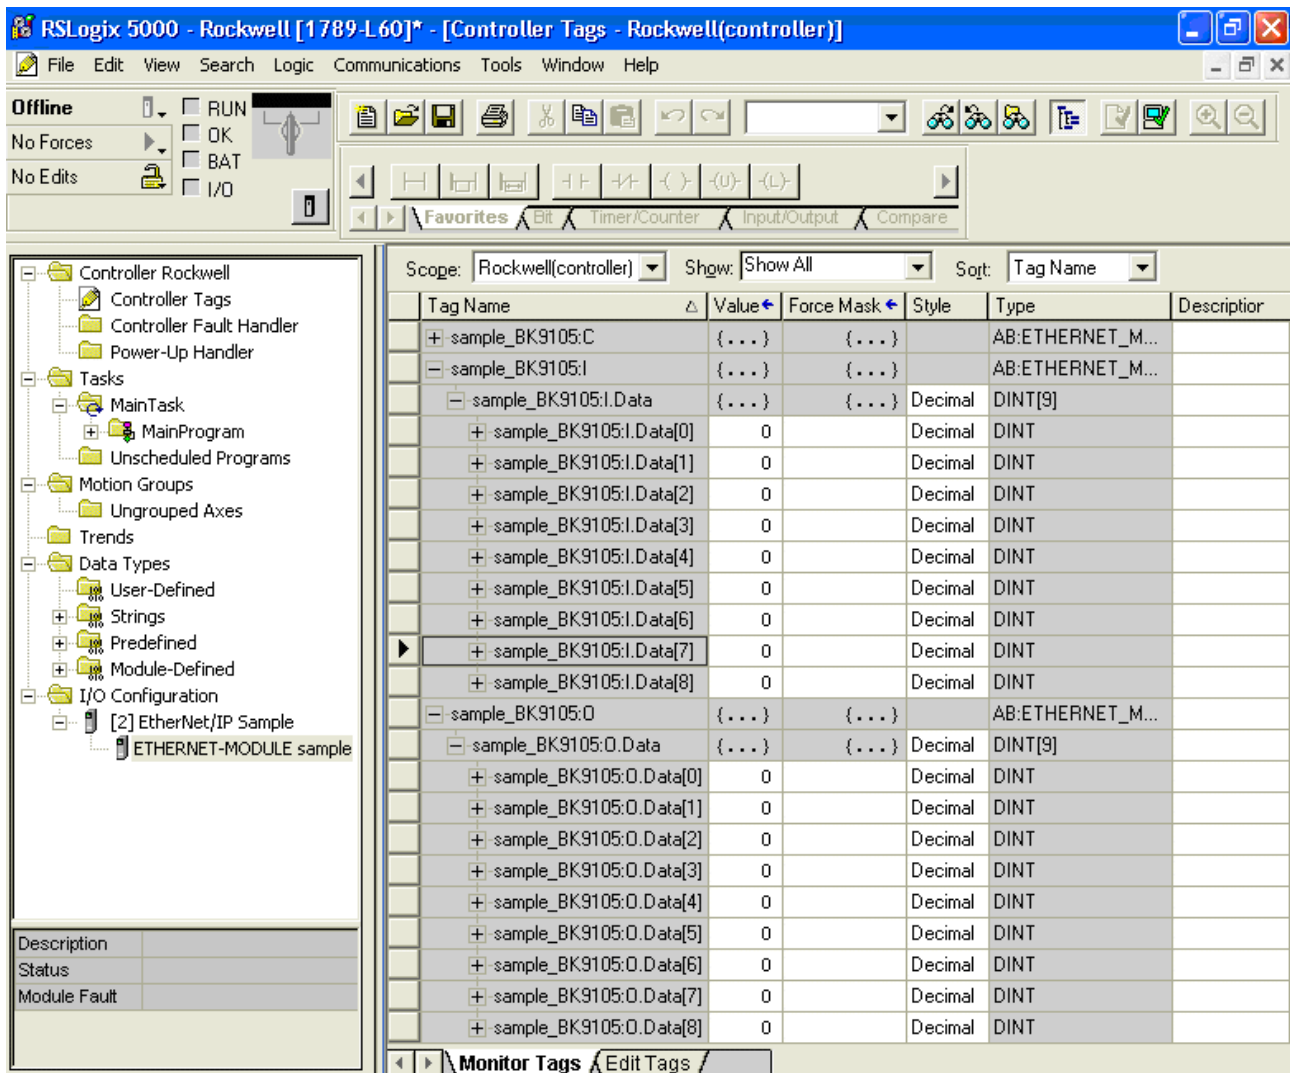 RSLogix 5000 - Rockwell [1789-L60]* - [Controller Tags - Rockwell(controller)]
File Edit View Search Logic Communications Tools Window Help
Offline
No Forces
No Edits
RUN
OK
BAT
I/O
Favorites Bit Timer/Counter Input/Output Compare
Controller Rockwell
Controller Tags
Controller Fault Handler
Power-Up Handler
Tasks
MainTask
MainProgram
Unscheduled Programs
Motion Groups
Ungrouped Axes
Trends
Data Types
User-Defined
Strings
Predefined
Module-Defined
I/O Configuration
[2] EtherNet/IP Sample
ETHERNET-MODULE sample
Description
Status
Module Fault
Scope: Rockwell(controller) Show: Show All Sort: Tag Name
Tag Name Value Force Mask Style Type Description
sample_BK9105:C {...} {...} AB:ETHERNET_M...
sample_BK9105:I {...} {...} AB:ETHERNET_M...
sample_BK9105:I.Data {...} {...} Decimal DINT[9]
sample_BK9105:I.Data[0] 0 Decimal DINT
sample_BK9105:I.Data[1] 0 Decimal DINT
sample_BK9105:I.Data[2] 0 Decimal DINT
sample_BK9105:I.Data[3] 0 Decimal DINT
sample_BK9105:I.Data[4] 0 Decimal DINT
sample_BK9105:I.Data[5] 0 Decimal DINT
sample_BK9105:I.Data[6] 0 Decimal DINT
sample_BK9105:I.Data[7] 0 Decimal DINT
sample_BK9105:I.Data[8] 0 Decimal DINT
sample_BK9105:O {...} {...} AB:ETHERNET_M...
sample_BK9105:O.Data {...} {...} Decimal DINT[9]
sample_BK9105:O.Data[0] 0 Decimal DINT
sample_BK9105:O.Data[1] 0 Decimal DINT
sample_BK9105:O.Data[2] 0 Decimal DINT
sample_BK9105:O.Data[3] 0 Decimal DINT
sample_BK9105:O.Data[4] 0 Decimal DINT
sample_BK9105:O.Data[5] 0 Decimal DINT
sample_BK9105:O.Data[6] 0 Decimal DINT
sample_BK9105:O.Data[7] 0 Decimal DINT
sample_BK9105:O.Data[8] 0 Decimal DINT
Monitor Tags Edit Tags